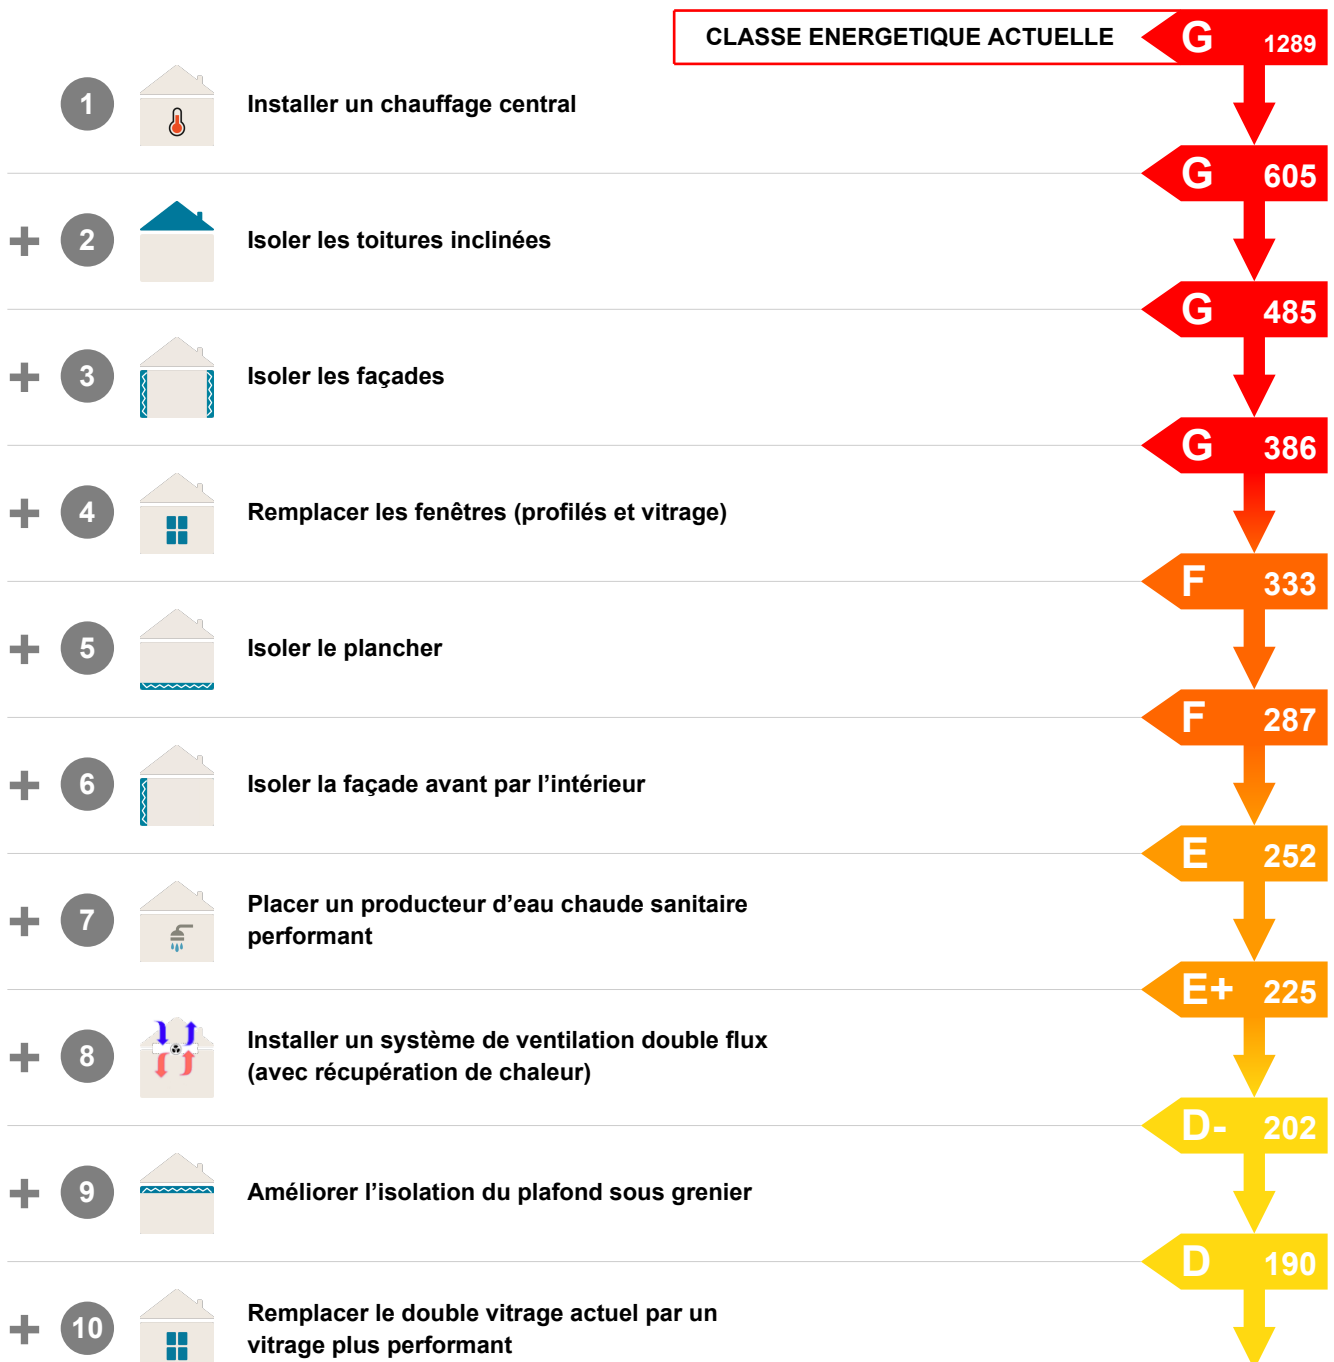 CLASSE ENERGETIQUE ACTUELLE G 1289
1 Installer un chauffage central
G 605
+ 2 Isoler les toitures inclinées
G 485
+ 3 Isoler les façades
G 386
+ 4 Remplacer les fenêtres (profilés et vitrage)
F 333
+ 5 Isoler le plancher
F 287
+ 6 Isoler la façade avant par l’intérieur
E 252
+ 7 Placer un producteur d’eau chaude sanitaire
performant
E+ 225
+ 8 Installer un système de ventilation double flux
(avec récupération de chaleur)
D- 202
+ 9 Améliorer l’isolation du plafond sous grenier
D 190
+ 10 Remplacer le double vitrage actuel par un
vitrage plus performant